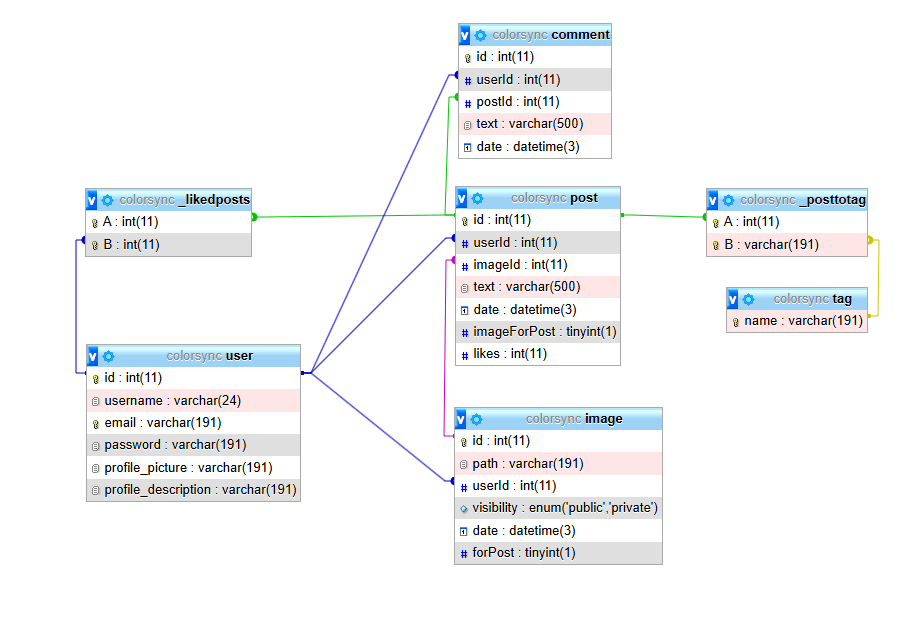 colorsync comment
id : int(11)
# userId : int(11)
# postId : int(11)
text : varchar(500)
date : datetime(3)
colorsync _likedposts
A : int(11)
B : int(11)
colorsync post
id : int(11)
# userId : int(11)
# imageId : int(11)
text : varchar(500)
date : datetime(3)
# imageForPost : tinyint(1)
# likes : int(11)
colorsync _posttotag
A : int(11)
B : varchar(191)
colorsync tag
name : varchar(191)
colorsync user
id : int(11)
username : varchar(24)
email : varchar(191)
password : varchar(191)
profile_picture : varchar(191)
profile_description : varchar(191)
colorsync image
id : int(11)
path : varchar(191)
# userId : int(11)
visibility : enum('public','private')
date : datetime(3)
# forPost : tinyint(1)